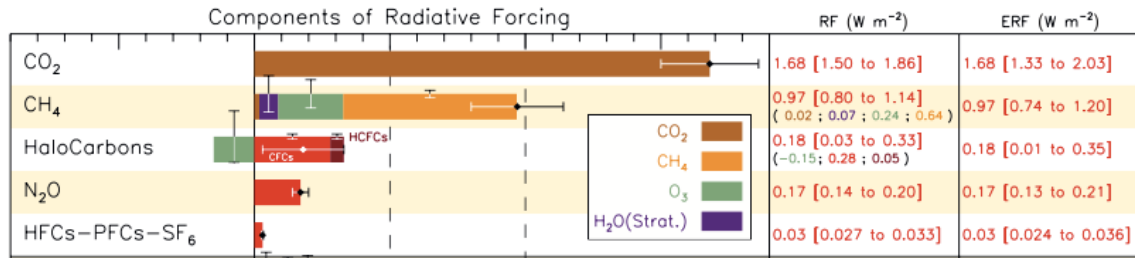 Components of Radiative Forcing RF (W m⁻²) ERF (W m⁻²)
CO₂ 1.68 [1.50 to 1.86] 1.68 [1.33 to 2.03]
CH₄ 0.97 [0.80 to 1.14] 0.97 [0.74 to 1.20]
( 0.02 ; 0.07 ; 0.24 ; 0.64 )
HaloCarbons CFCs HCFCs 0.18 [0.03 to 0.33] 0.18 [0.01 to 0.35]
(-0.15; 0.28; 0.05)
N₂O 0.17 [0.14 to 0.20] 0.17 [0.13 to 0.21]
HFCs-PFCs-SF₆ 0.03 [0.027 to 0.033] 0.03 [0.024 to 0.036]
CO₂
CH₄
O₃
H₂O(Strat.)